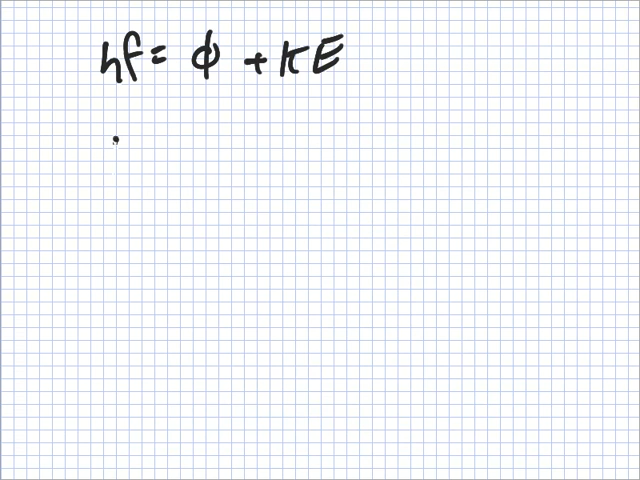 hf = ϕ + KE